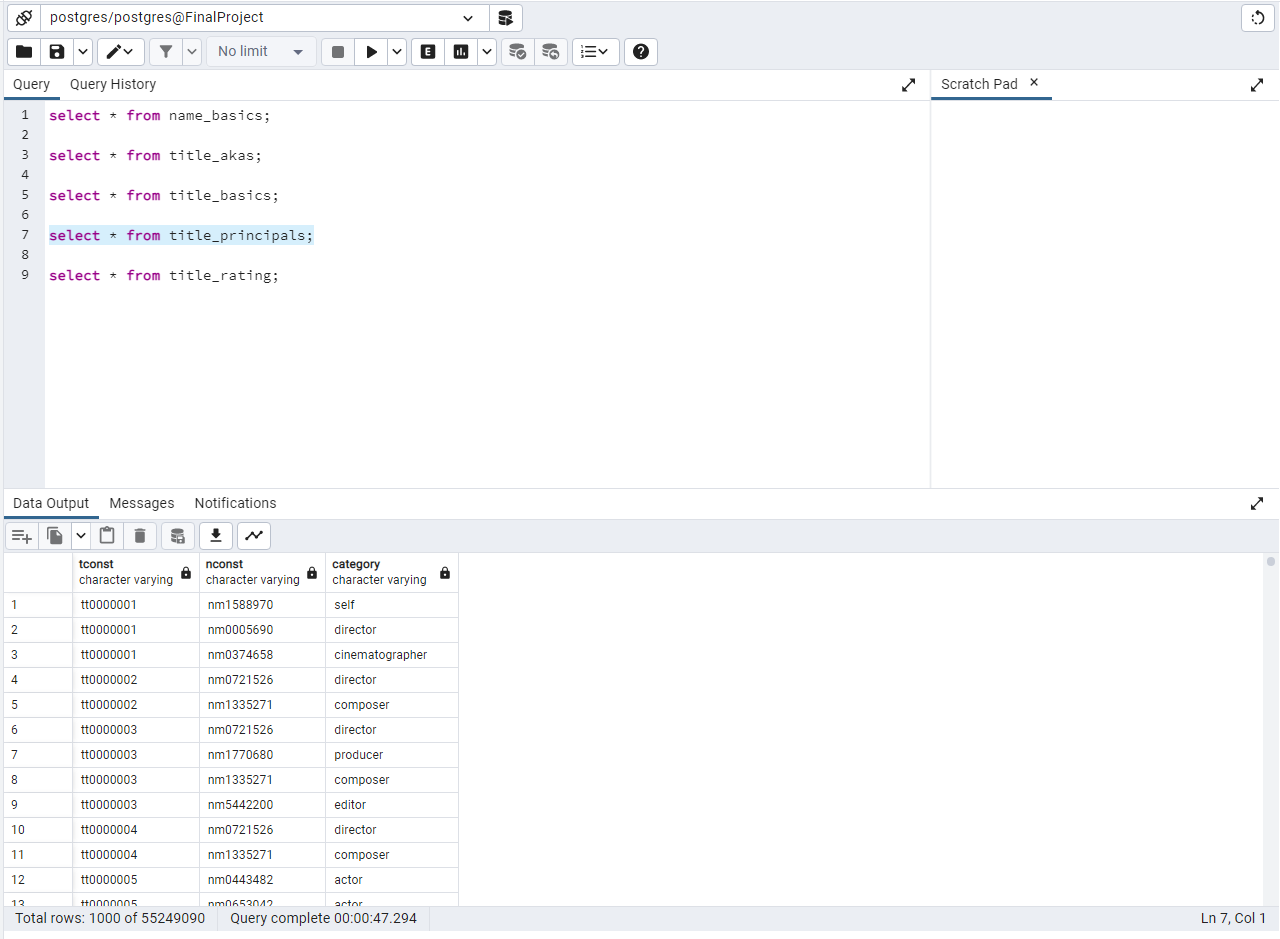 postgres/postgres@FinalProject
No limit
E
Query Query History
Scratch Pad ×
1 select * from name_basics;
2
3 select * from title_akas;
4
5 select * from title_basics;
6
7 select * from title_principals;
8
9 select * from title_rating;
Data Output Messages Notifications
tconst nconst category
character varying character varying character varying
1 tt0000001 nm1588970 self
2 tt0000001 nm0005690 director
3 tt0000001 nm0374658 cinematographer
4 tt0000002 nm0721526 director
5 tt0000002 nm1335271 composer
6 tt0000003 nm0721526 director
7 tt0000003 nm1770680 producer
8 tt0000003 nm1335271 composer
9 tt0000003 nm5442200 editor
10 tt0000004 nm0721526 director
11 tt0000004 nm1335271 composer
12 tt0000005 nm0443482 actor
13 tt0000005 nm0653042 actor
Total rows: 1000 of 55249090 Query complete 00:00:47.294 Ln 7, Col 1